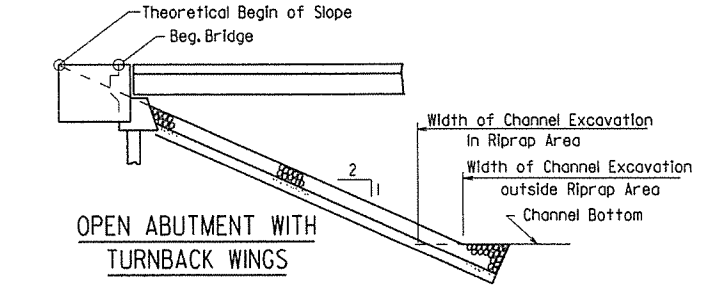 Theoretical Begin of Slope
Beg. Bridge
Width of Channel Excavation
in Riprap Area
2
1
Width of Channel Excavation
outside Riprap Area
Channel Bottom
OPEN ABUTMENT WITH
TURNBACK WINGS